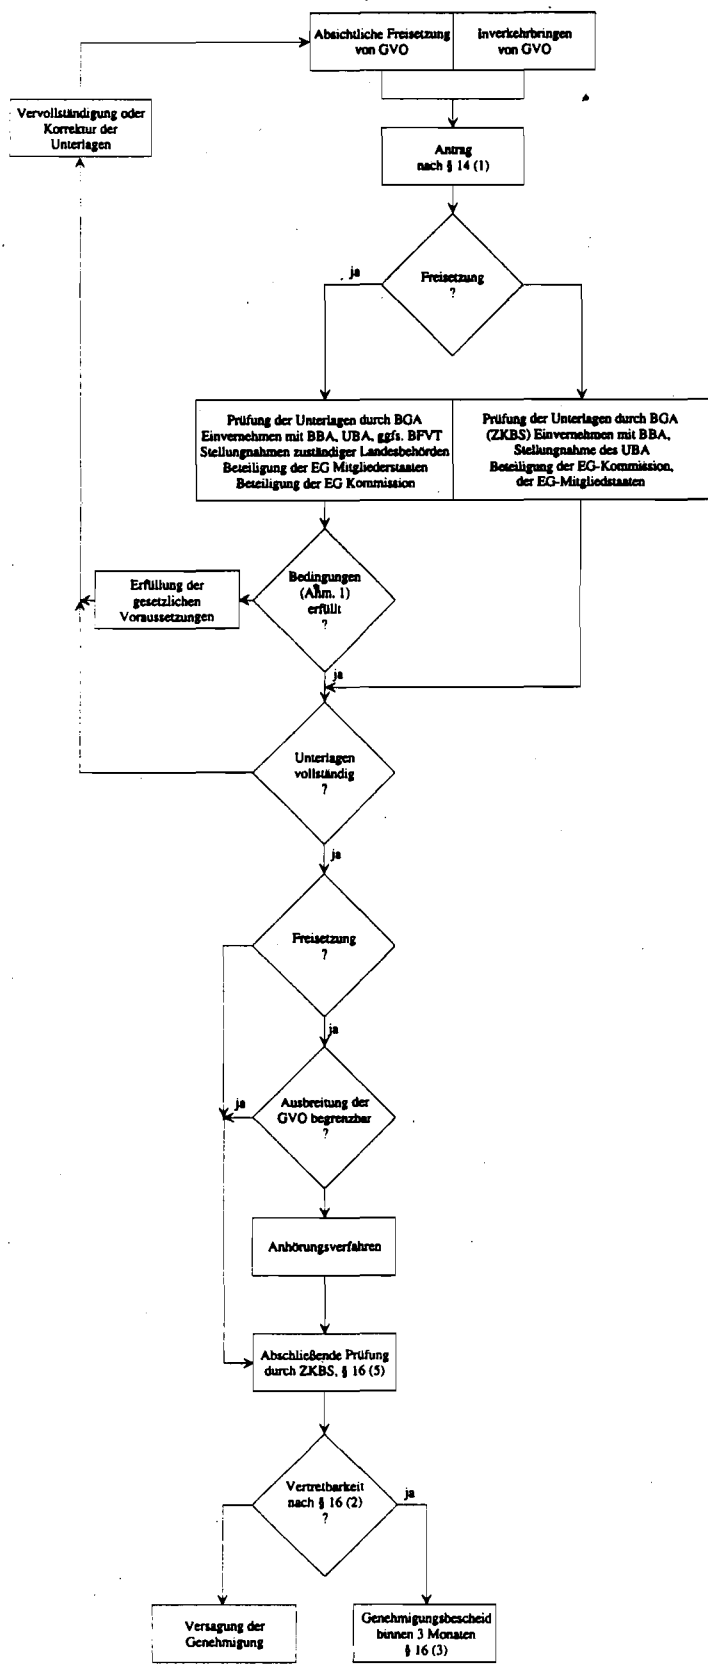 Absichtliche Freisetzung
von GVO
Inverkehrbringen
von GVO
Vervollständigung oder
Korrektur der
Unterlagen
Antrag
nach § 14 (1)
ja
Freisetzung
?
Prüfung der Unterlagen durch BGA
Einvernehmen mit BBA, UBA, ggfs. BFVT
Stellungnahmen zuständiger Landesbehörden
Beteiligung der EG Mitgliederstaaten
Beteiligung der EG Kommission
Prüfung der Unterlagen durch BGA
(ZKBS) Einvernehmen mit BBA,
Stellungnahme des UBA
Beteiligung der EG-Kommission,
der EG-Mitgliedstaaten
Erfüllung der
gesetzlichen
Voraussetzungen
Bedingungen
(Anm. 1)
erfüllt
?
ja
Unterlagen
vollständig
?
ja
Freisetzung
?
ja
ja
Ausbreitung der
GVO begrenzbar
?
Anhörungsverfahren
Abschließende Prüfung
durch ZKBS, § 16 (5)
Vertretbarkeit
nach § 16 (2)
?
ja
Versagung der
Genehmigung
Genehmigungsbescheid
binnen 3 Monaten
§ 16 (3)